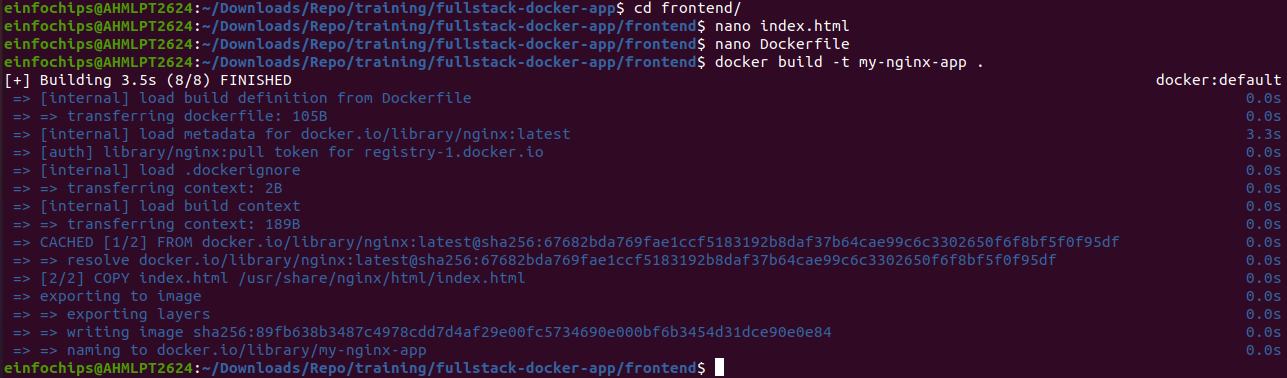 einfochips@AHMLPT2624:~/Downloads/Repo/training/fullstack-docker-app$ cd frontend/
einfochips@AHMLPT2624:~/Downloads/Repo/training/fullstack-docker-app/frontend$ nano index.html
einfochips@AHMLPT2624:~/Downloads/Repo/training/fullstack-docker-app/frontend$ nano Dockerfile
einfochips@AHMLPT2624:~/Downloads/Repo/training/fullstack-docker-app/frontend$ docker build -t my-nginx-app .
[+] Building 3.5s (8/8) FINISHED docker:default
=> [internal] load build definition from Dockerfile 0.0s
=> => transferring dockerfile: 105B 0.0s
=> [internal] load metadata for docker.io/library/nginx:latest 3.3s
=> [auth] library/nginx:pull token for registry-1.docker.io 0.0s
=> [internal] load .dockerignore 0.0s
=> => transferring context: 2B 0.0s
=> [internal] load build context 0.0s
=> => transferring context: 189B 0.0s
=> CACHED [1/2] FROM docker.io/library/nginx:latest@sha256:67682bda769fae1ccf5183192b8daf37b64cae99c6c3302650f6f8bf5f0f95df 0.0s
=> => resolve docker.io/library/nginx:latest@sha256:67682bda769fae1ccf5183192b8daf37b64cae99c6c3302650f6f8bf5f0f95df 0.0s
=> [2/2] COPY index.html /usr/share/nginx/html/index.html 0.0s
=> exporting to image 0.0s
=> => exporting layers 0.0s
=> => writing image sha256:89fb638b3487c4978cdd7d4af29e00fc5734690e000bf6b3454d31dce90e0e84 0.0s
=> => naming to docker.io/library/my-nginx-app 0.0s
einfochips@AHMLPT2624:~/Downloads/Repo/training/fullstack-docker-app/frontend$